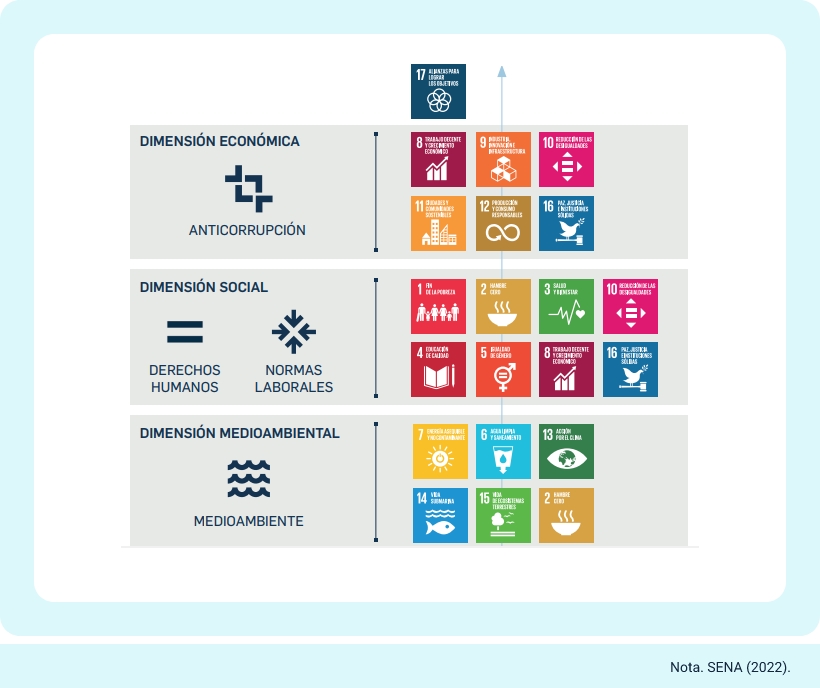 17 ALIANZAS PARA
LOGRAR
LOS OBJETIVOS
DIMENSIÓN ECONÓMICA
ANTICORRUPCIÓN
8 TRABAJO DECENTE
Y CRECIMIENTO
ECONÓMICO
9 INDUSTRIA,
INNOVACIÓN E
INFRAESTRUCTURA
10 REDUCCIÓN DE LAS
DESIGUALDADES
11 CIUDADES Y
COMUNIDADES
SOSTENIBLES
12 PRODUCCIÓN
Y CONSUMO
RESPONSABLES
16 PAZ, JUSTICIA
E INSTITUCIONES
SÓLIDAS
DIMENSIÓN SOCIAL
DERECHOS
HUMANOS
NORMAS
LABORALES
1 FIN
DE LA POBREZA
2 HAMBRE
CERO
3 SALUD
Y BIENESTAR
10 REDUCCIÓN DE LAS
DESIGUALDADES
4 EDUCACIÓN
DE CALIDAD
5 IGUALDAD
DE GÉNERO
8 TRABAJO DECENTE
Y CRECIMIENTO
ECONÓMICO
16 PAZ, JUSTICIA
E INSTITUCIONES
SÓLIDAS
DIMENSIÓN MEDIOAMBIENTAL
MEDIOAMBIENTE
7 ENERGÍA ASEQUIBLE
Y NO CONTAMINANTE
6 AGUA LIMPIA
Y SANEAMIENTO
13 ACCIÓN
POR EL CLIMA
14 VIDA
SUBMARINA
15 VIDA
DE ECOSISTEMAS
TERRESTRES
2 HAMBRE
CERO
Nota. SENA (2022).